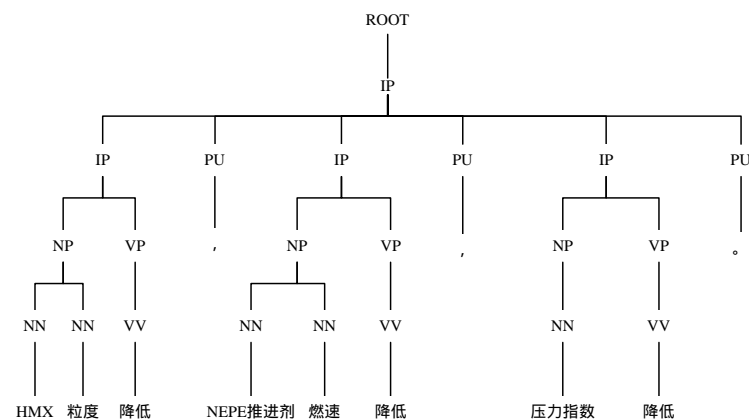 ROOT
IP
IP PU IP PU IP PU
NP VP , NP VP , NP VP 。
NN NN VV NN NN VV NN VV
HMX 粒度 降低 NEPE推进剂 燃速 降低 压力指数 降低